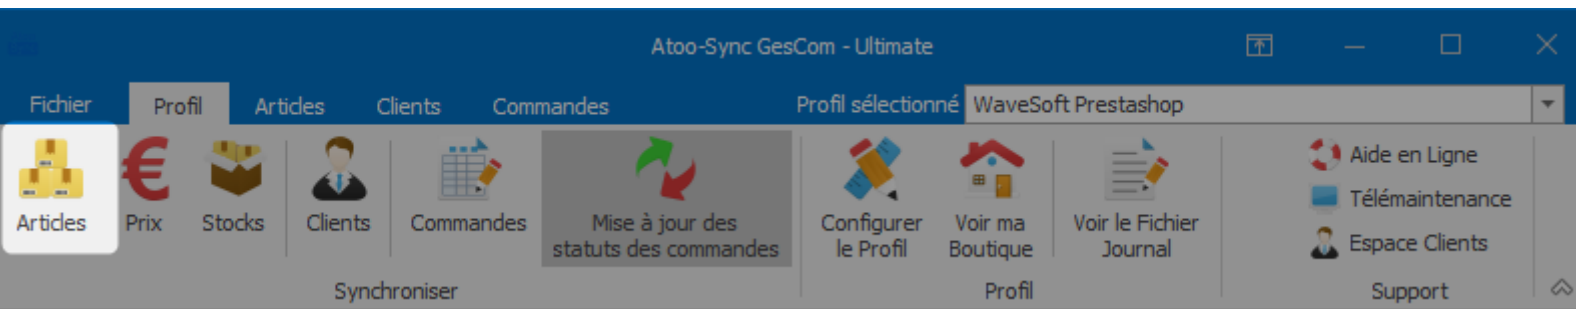 Atoo-Sync GesCom - Ultimate
Fichier Profil Articles Clients Commandes Profil sélectionné WaveSoft Prestashop
Articles Prix Stocks Clients Commandes Mise à jour des
statuts des commandes
Configurer
le Profil
Voir ma
Boutique
Voir le Fichier
Journal
Aide en Ligne
Télémaintenance
Espace Clients
Synchroniser Profil Support